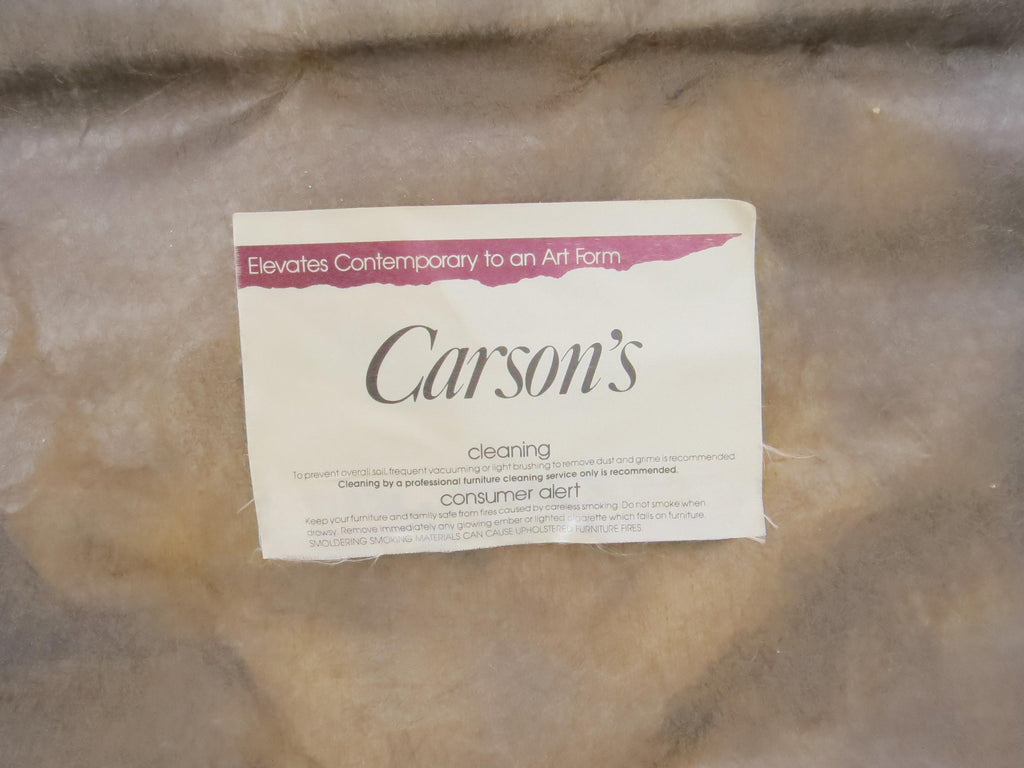 Elevates Contemporary to an Art Form
Carson's
cleaning
To prevent overall soil, frequent vacuuming or light brushing to remove dust and grime is recommended.
Cleaning by a professional furniture cleaning service only is recommended.
consumer alert
Keep your furniture and family safe from fires caused by careless smoking. Do not smoke when
drowsy. Remove immediately any glowing ember or lighted cigarette which falls on furniture.
SMOLDERING SMOKING MATERIALS CAN CAUSE UPHOLSTERED FURNITURE FIRES.